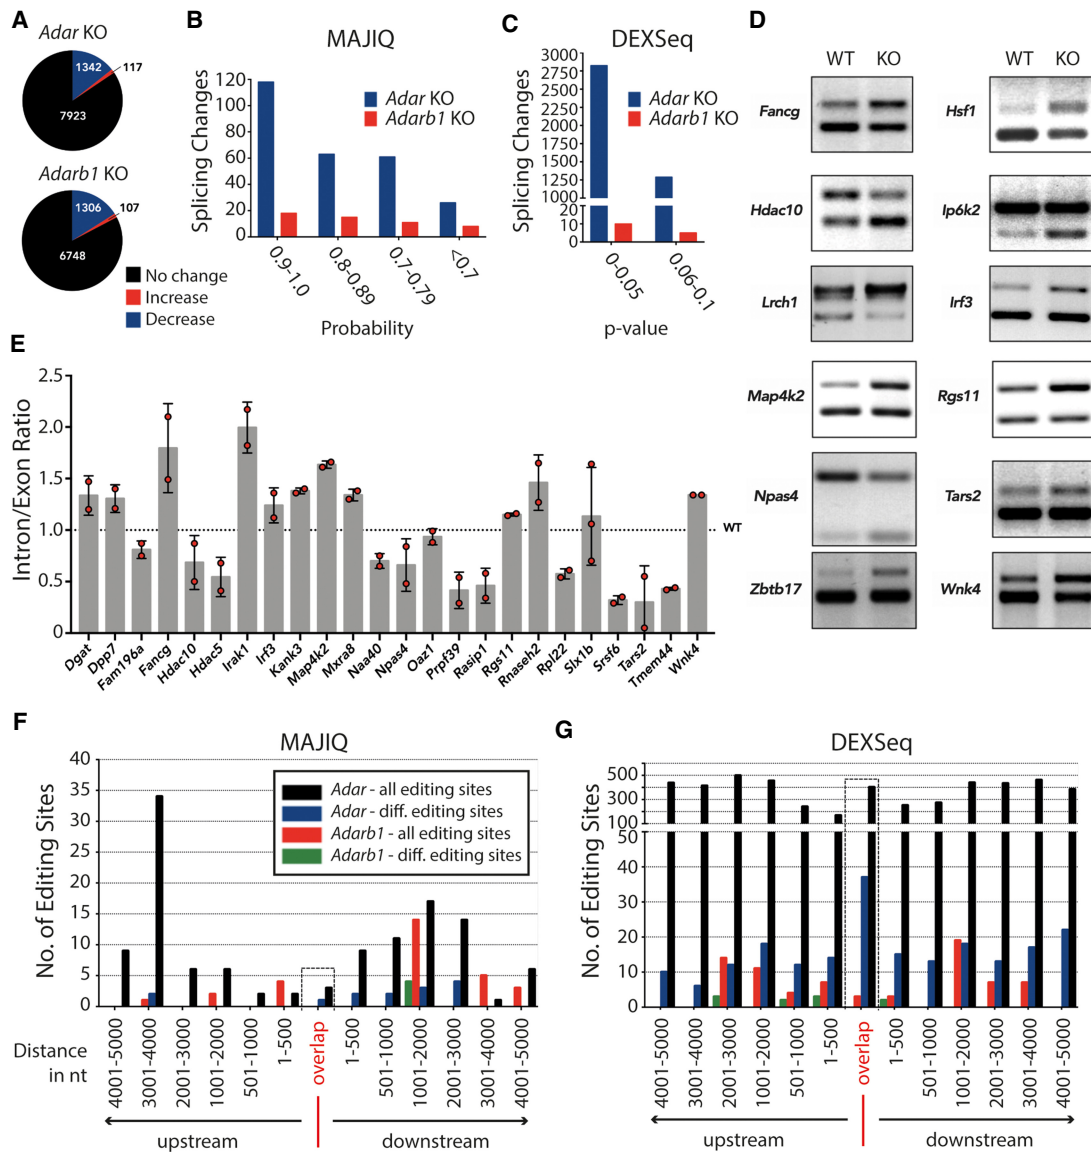 A
Adar KO
1342
117
7923
Adarb1 KO
1306
107
6748
No change
Increase
Decrease
B
MAJIQ
Splicing Changes
120
100
80
60
40
20
0
Adar KO
Adarb1 KO
0.9-1.0
0.8-0.89
0.7-0.79
<0.7
Probability
C
DEXSeq
Splicing Changes
3000
2750
2500
2250
2000
1750
1500
1250
1000
20
10
0
Adar KO
Adarb1 KO
0-0.05
0.06-0.1
p-value
D
WT KO
WT KO
Fancg
Hsf1
Hdac10
Ip6k2
Lrch1
Irf3
Map4k2
Rgs11
Npas4
Tars2
Zbtb17
Wnk4
E
Intron/Exon Ratio
2.5
2.0
1.5
1.0
0.5
0
WT
Dgat
Dpp7
Fam196a
Fancg
Hdac10
Hdac5
Irak1
Irf3
Kank3
Map4k2
Mxra8
Naa40
Npas4
Oaz1
Prpf39
Rasip1
Rgs11
Rnaseh2
Rpl22
Slx1b
Srsf6
Tars2
Tmem44
Wnk4
F
MAJIQ
No. of Editing Sites
40
35
30
25
20
15
10
5
0
Adar - all editing sites
Adar - diff. editing sites
Adarb1 - all editing sites
Adarb1 - diff. editing sites
Distance
in nt
4001-5000
3001-4000
2001-3000
1001-2000
501-1000
1-500
overlap
1-500
501-1000
1001-2000
2001-3000
3001-4000
4001-5000
upstream
downstream
G
DEXSeq
No. of Editing Sites
500
300
100
50
40
30
20
10
0
4001-5000
3001-4000
2001-3000
1001-2000
501-1000
1-500
overlap
1-500
501-1000
1001-2000
2001-3000
3001-4000
4001-5000
upstream
downstream